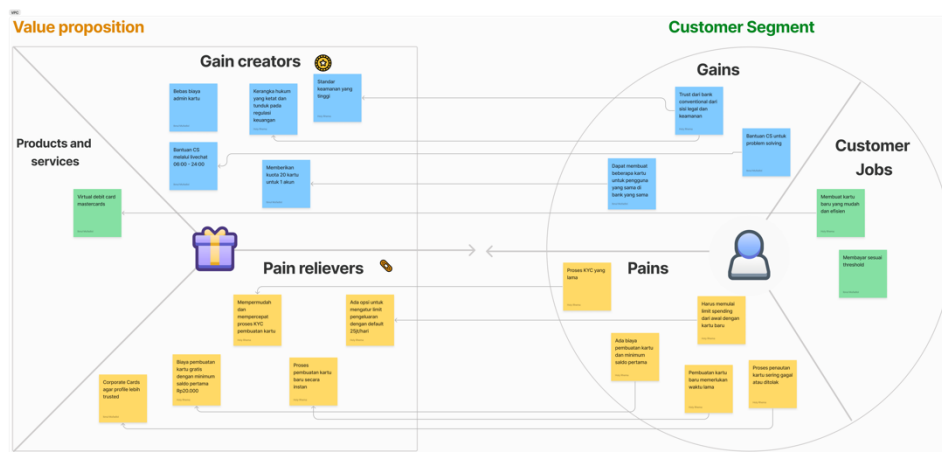 VPC
Value proposition
Customer Segment
Gain creators
Gains
Products and
services
Customer
Jobs
Pain relievers
Pains
Bebas biaya
admin kartu
Kerangka hukum
yang ketat dan
tunduk pada
regulasi
keuangan
Standar
keamanan yang
tinggi
Bantuan CS
melalui livechat
06:00 - 24:00
Memberikan
kuota 20 kartu
untuk 1 akun
Virtual debit card
mastercards
Trust dari bank
conventional dari
sisi legal dan
keamanan
Bantuan CS untuk
problem solving
Dapat membuat
beberapa kartu
untuk pengguna
yang sama di
bank yang sama.
Membuat kartu
baru yang mudah
dan efisien
Membayar sesuai
threshold
Mempermudah
dan
mempercepat
proses KYC
pembuatan kartu
Ada opsi untuk
mengatur limit
pengeluaran
dengan default
Biaya pembuatan
kartu gratis
dengan minimum
saldo pertama
Rp20.000
Proses
pembuatan kartu
baru secara
instan
Corporate Cards
agar profile lebih
trusted
Proses KYC yang
lama
Harus memulai
limit spending
dari awal dengan
kartu baru
Ada biaya
pembuatan kartu
dan minimum
saldo pertama
Pembuatan kartu
baru memerlukan
waktu lama
Proses penautan
kartu sering gagal
atau ditolak